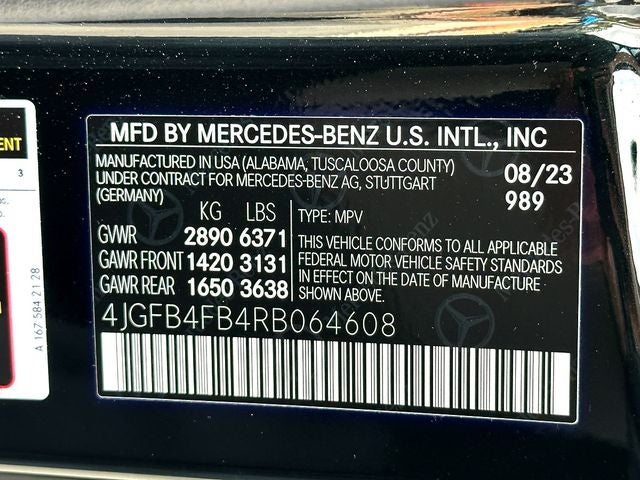 MFD BY MERCEDES-BENZ U.S. INTL., INC
MANUFACTURED IN USA (ALABAMA, TUSCALOOSA COUNTY)
UNDER CONTRACT FOR MERCEDES-BENZ AG, STUTTGART
(GERMANY)
08/23
989
KG LBS
GWWR 2890 6371
GAWR FRONT 1420 3131
GAWR REAR 1650 3638
TYPE: MPV
THIS VEHICLE CONFORMS TO ALL APPLICABLE
FEDERAL MOTOR VEHICLE SAFETY STANDARDS
IN EFFECT ON THE DATE OF MANUFACTURE
SHOWN ABOVE.
4JGFB4FB4RB064608
3
A 167 584 21 28